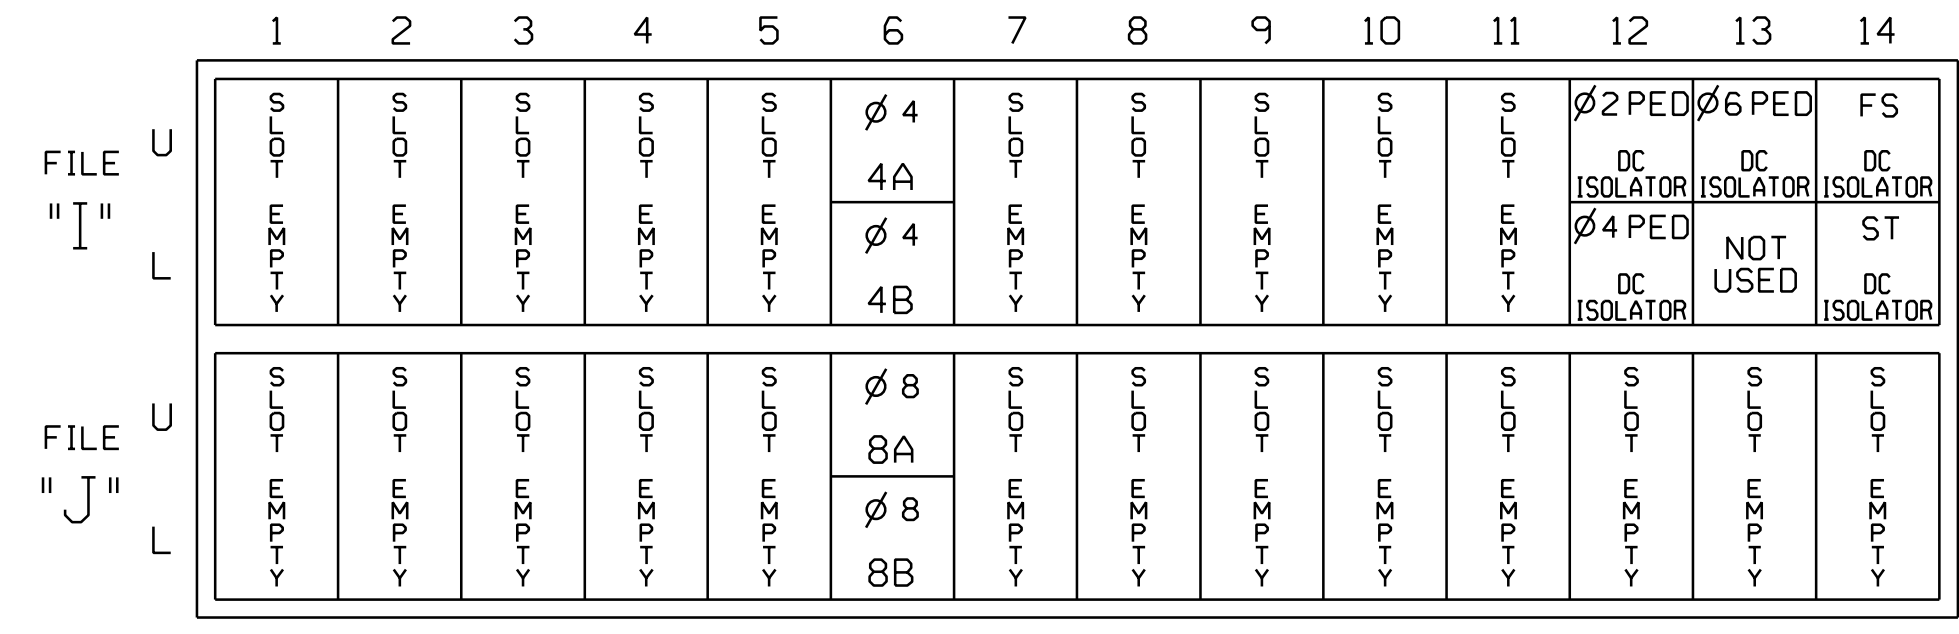 1 2 3 4 5 6 7 8 9 10 11 12 13 14
FILE "I"
U
L
SLOT EMPTY
SLOT EMPTY
SLOT EMPTY
SLOT EMPTY
SLOT EMPTY
Ø 4
4A
Ø 4
4B
SLOT EMPTY
SLOT EMPTY
SLOT EMPTY
SLOT EMPTY
SLOT EMPTY
Ø2 PED
DC
ISOLATOR
Ø4 PED
DC
ISOLATOR
Ø6 PED
DC
ISOLATOR
NOT
USED
FS
DC
ISOLATOR
ST
DC
ISOLATOR
FILE "J"
U
L
SLOT EMPTY
SLOT EMPTY
SLOT EMPTY
SLOT EMPTY
SLOT EMPTY
Ø 8
8A
Ø 8
8B
SLOT EMPTY
SLOT EMPTY
SLOT EMPTY
SLOT EMPTY
SLOT EMPTY
SLOT EMPTY
SLOT EMPTY
SLOT EMPTY